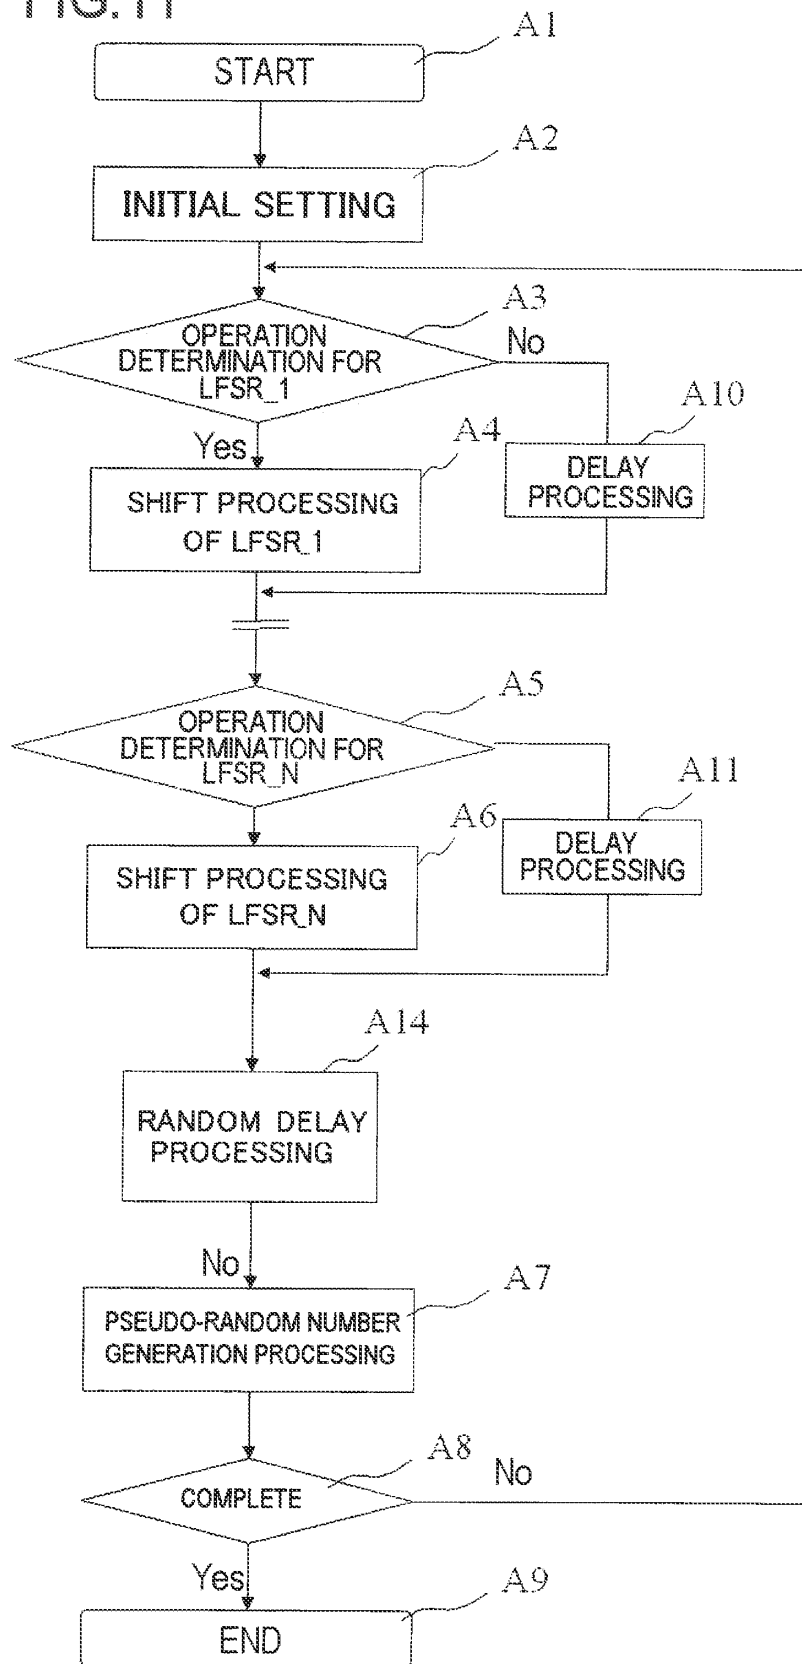 FIG. 11
A1
START
A2
INITIAL SETTING
A3
OPERATION
DETERMINATION FOR
LFSR_1
No
Yes
A4
A10
SHIFT PROCESSING
OF LFSR_1
DELAY
PROCESSING
A5
OPERATION
DETERMINATION FOR
LFSR_N
A6
A11
SHIFT PROCESSING
OF LFSR_N
DELAY
PROCESSING
A14
RANDOM DELAY
PROCESSING
No
A7
PSEUDO-RANDOM NUMBER
GENERATION PROCESSING
A8
COMPLETE
No
Yes
A9
END